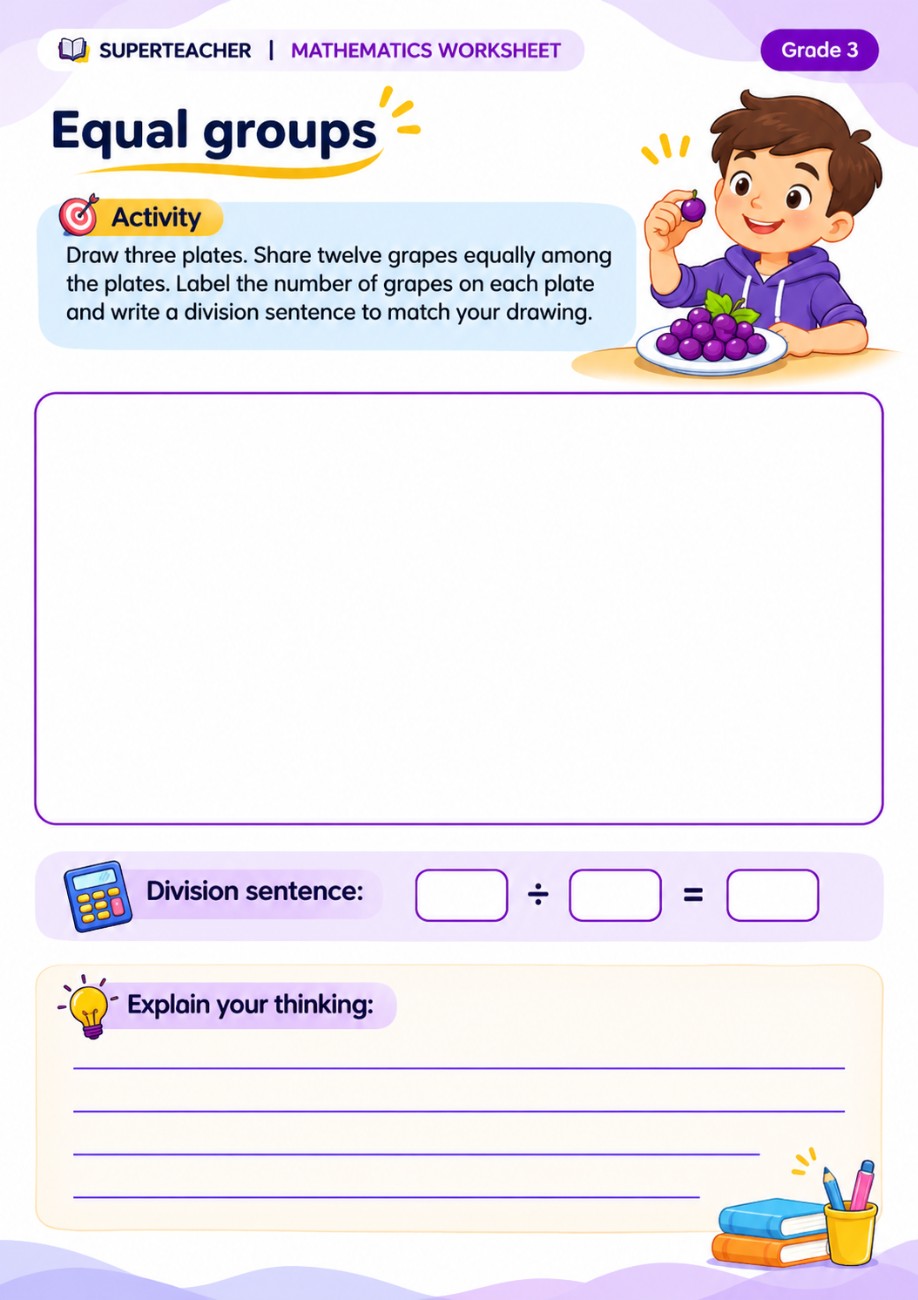 SUPERTEACHER | MATHEMATICS WORKSHEET
Grade 3
Equal groups
Activity
Draw three plates. Share twelve grapes equally among
the plates. Label the number of grapes on each plate
and write a division sentence to match your drawing.
Division sentence: ÷ =
Explain your thinking: